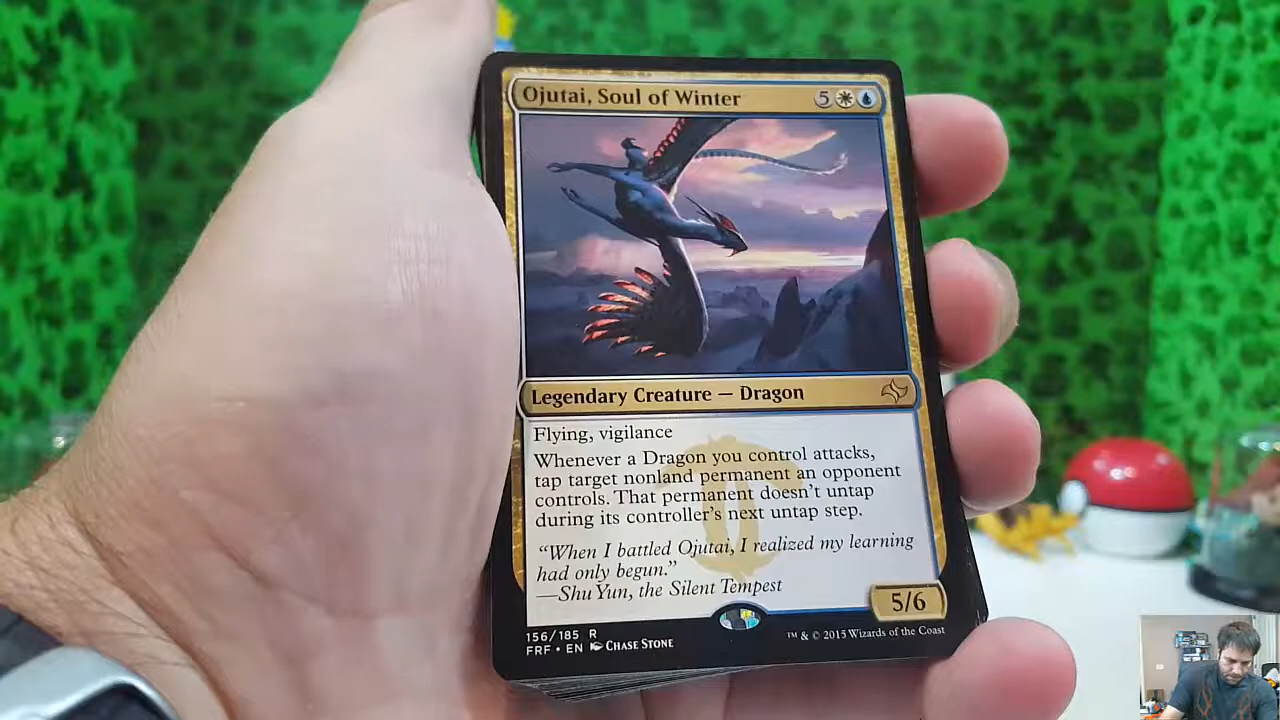 Ojutai, Soul of Winter 5
Legendary Creature — Dragon
Flying, vigilance
Whenever a Dragon you control attacks,
tap target nonland permanent an opponent
controls. That permanent doesn't untap
during its controller's next untap step.
"When I battled Ojutai, I realized my learning
had only begun."
—Shu Yun, the Silent Tempest
5/6
156/185 R
FRF • EN CHASE STONE
™ & © 2015 Wizards of the Coast